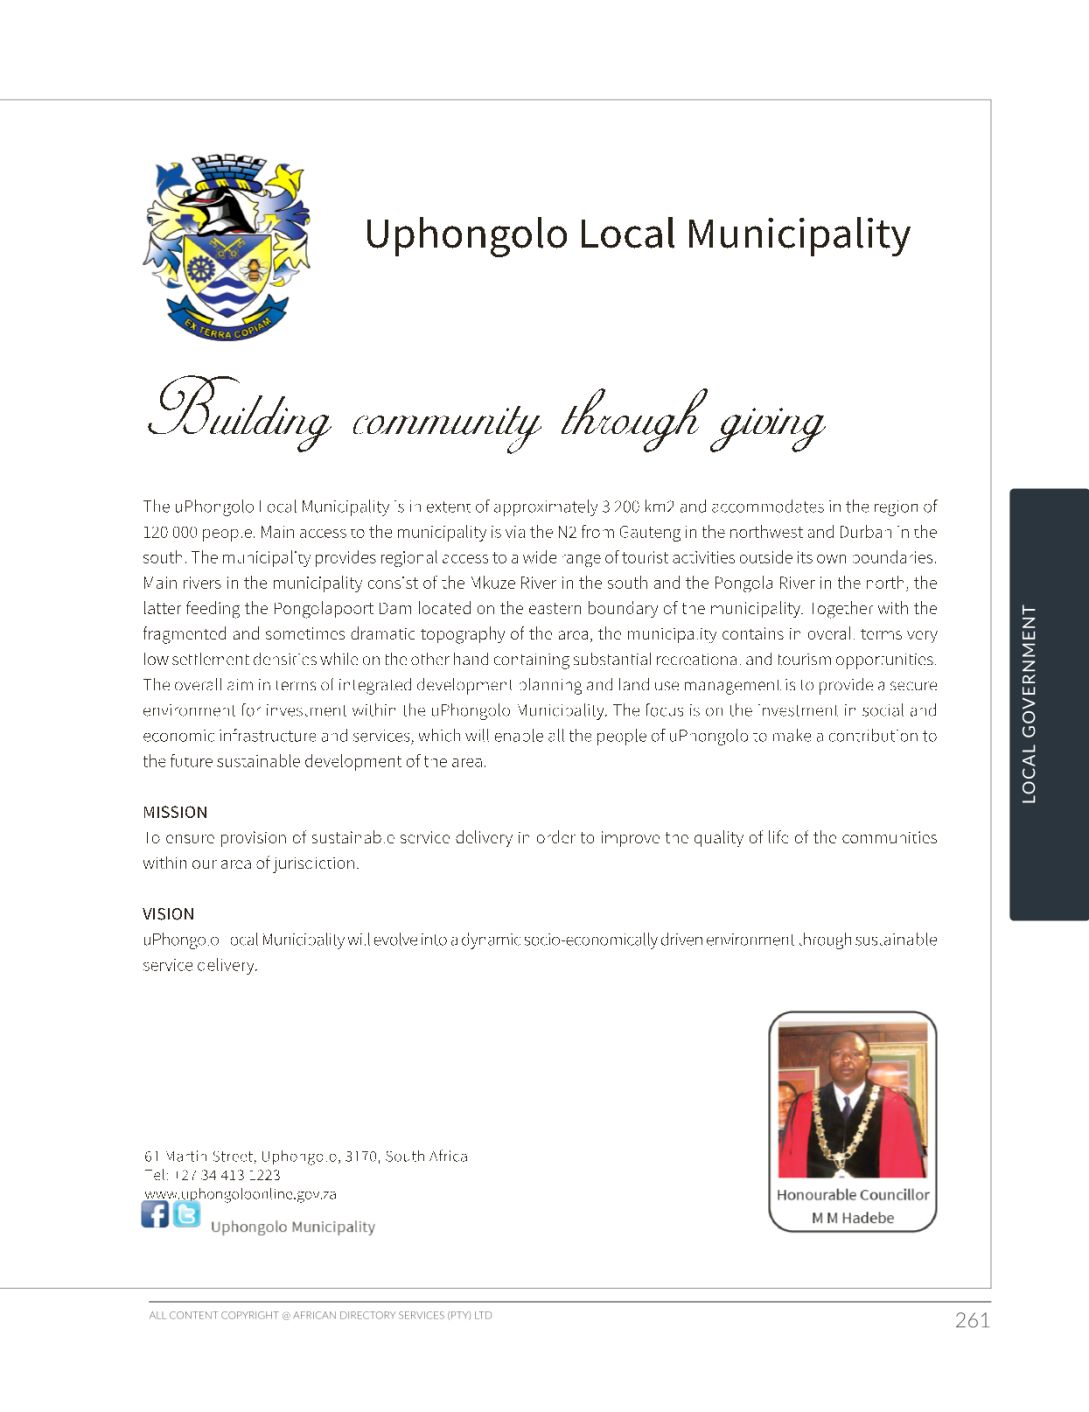 EX TERRA COPIAM
Uphongolo Local Municipality
Building community through giving
The uPhongolo Local Municipality is in extent of approximately 3 200 km2 and accommodates in the region of
120 000 people. Main access to the municipality is via the N2 from Gauteng in the northwest and Durban in the
south. The municipality provides regional access to a wide range of tourist activities outside its own boundaries.
Main rivers in the municipality consist of the Mkuze River in the south and the Pongola River in the north, the
latter feeding the Pongolapoort Dam located on the eastern boundary of the municipality. Together with the
fragmented and sometimes dramatic topography of the area, the municipality contains in overall terms very
low settlement densities while on the other hand containing substantial recreational and tourism opportunities.
The overall aim in terms of integrated development planning and land use management is to provide a secure
environment for investment within the uPhongolo Municipality. The focus is on the investment in social and
economic infrastructure and services, which will enable all the people of uPhongolo to make a contribution to
the future sustainable development of the area.
MISSION
To ensure provision of sustainable service delivery in order to improve the quality of life of the communities
within our area of jurisdiction.
VISION
uPhongolo Local Municipality will evolve into a dynamic socio-economically driven environment through sustainable
service delivery.
61 Martin Street, Uphongolo, 3170, South Africa
Tel: +27 34 413 1223
www.uphongoloonline.gov.za
Uphongolo Municipality
Honourable Councillor
M M Hadebe
LOCAL GOVERNMENT
ALL CONTENT COPYRIGHT @ AFRICAN DIRECTORY SERVICES (PTY) LTD
261